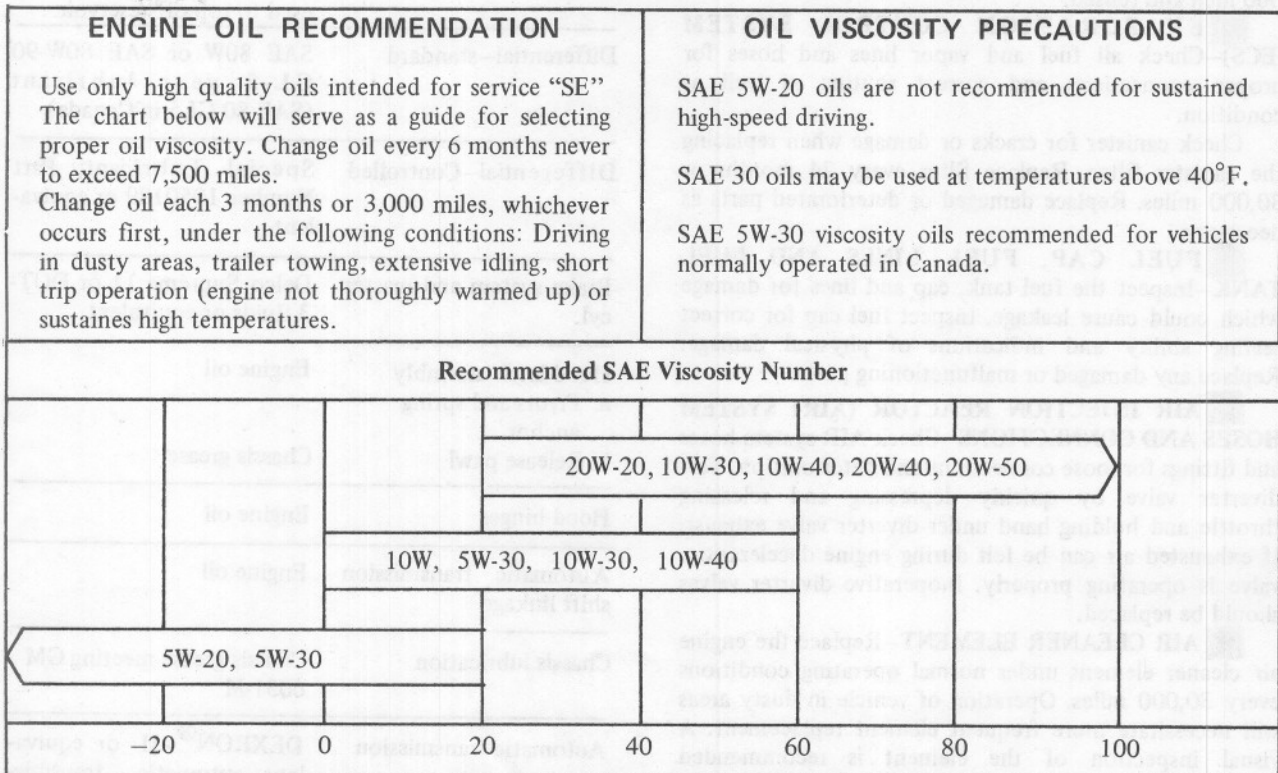 ENGINE OIL RECOMMENDATION
Use only high quality oils intended for service “SE”
The chart below will serve as a guide for selecting
proper oil viscosity. Change oil every 6 months never
to exceed 7,500 miles.
Change oil each 3 months or 3,000 miles, whichever
occurs first, under the following conditions: Driving
in dusty areas, trailer towing, extensive idling, short
trip operation (engine not thoroughly warmed up) or
sustaines high temperatures.
OIL VISCOSITY PRECAUTIONS
SAE 5W-20 oils are not recommended for sustained
high-speed driving.
SAE 30 oils may be used at temperatures above 40°F.
SAE 5W-30 viscosity oils recommended for vehicles
normally operated in Canada.
Recommended SAE Viscosity Number
20W-20, 10W-30, 10W-40, 20W-40, 20W-50
10W, 5W-30, 10W-30, 10W-40
5W-20, 5W-30
−20 0 20 40 60 80 100